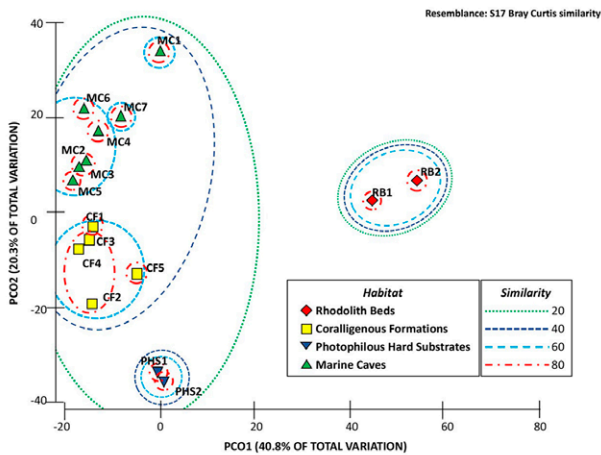 Resemblance: S17 Bray Curtis similarity
40
20
0
-20
-40
PCO2 (20.3% OF TOTAL VARIATION)
MC1
MC6
MC7
MC4
MC2
MC3
MC5
CF1
CF3
CF4
CF5
CF2
PHS1
PHS2
RB1
RB2
Habitat
Rhodolith Beds
Coralligenous Formations
Photophilous Hard Substrates
Marine Caves
Similarity
20
40
60
80
-20 0 20 40 60 80
PCO1 (40.8% OF TOTAL VARIATION)